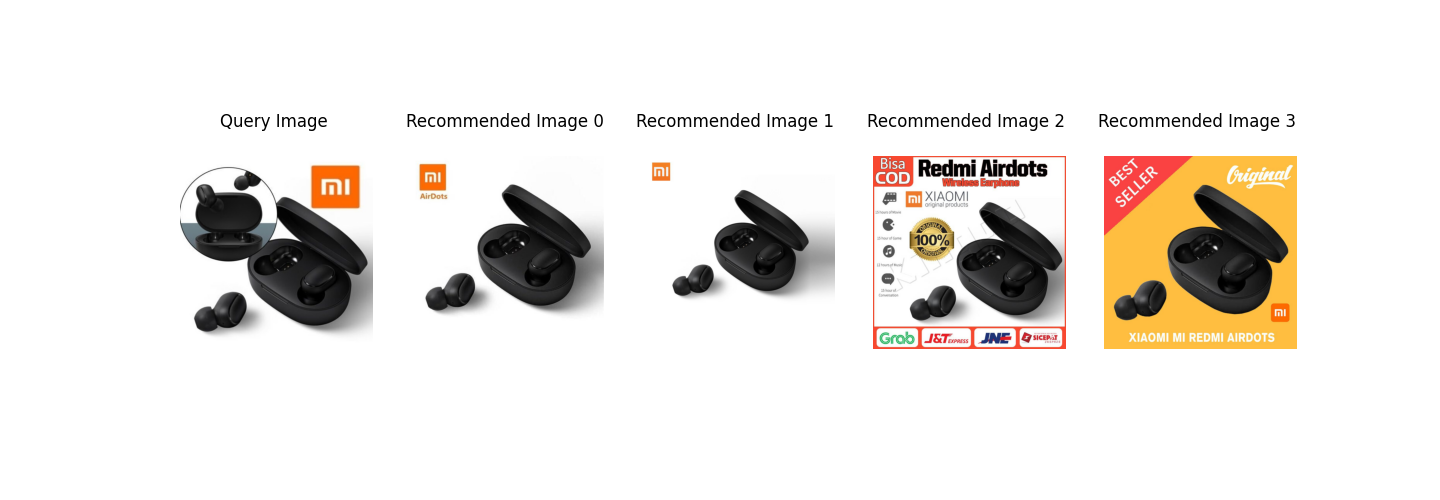 Query Image
Recommended Image 0
Recommended Image 1
Recommended Image 2
Recommended Image 3
mi
mi
AirDots
mi
Bisa
COD
Redmi Airdots
Wireless Earphone
mi XIAOMI
original products
ORIGINAL
100%
Grab
J&T EXPRESS
JNE
SICEPAT
BEST
SELLER
Original
mi
XIAOMI MI REDMI AIRDOTS